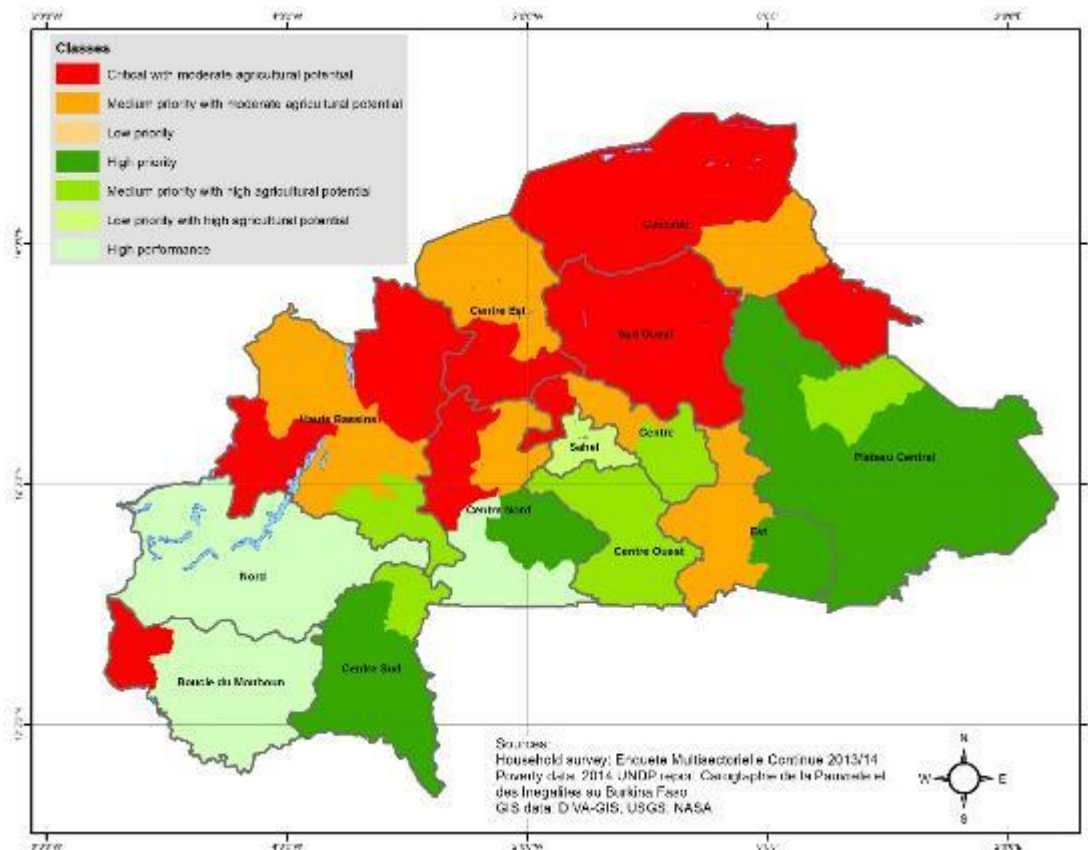 Classes
Critical with moderate agricultural potential
Medium priority with moderate agricultural potential
Low priority
High priority
Medium priority with high agricultural potential
Low priority with high agricultural potential
High performance
Centre Est
Sud Ouest
Hauts Bassins
Centre
Sahel
Plateau Central
Centre Nord
Est
Centre Ouest
Nord
Centre Sud
Boucle du Mouhoun
Sources:
Household survey: Enquete Multisectorielle Continue 2013/14
Poverty data: 2014 UNDP report, Cartographie de la Pauvrete et
des Inegalites au Burkina Faso
GIS data: DIVA-GIS, USGS, NASA
N
W
E
S